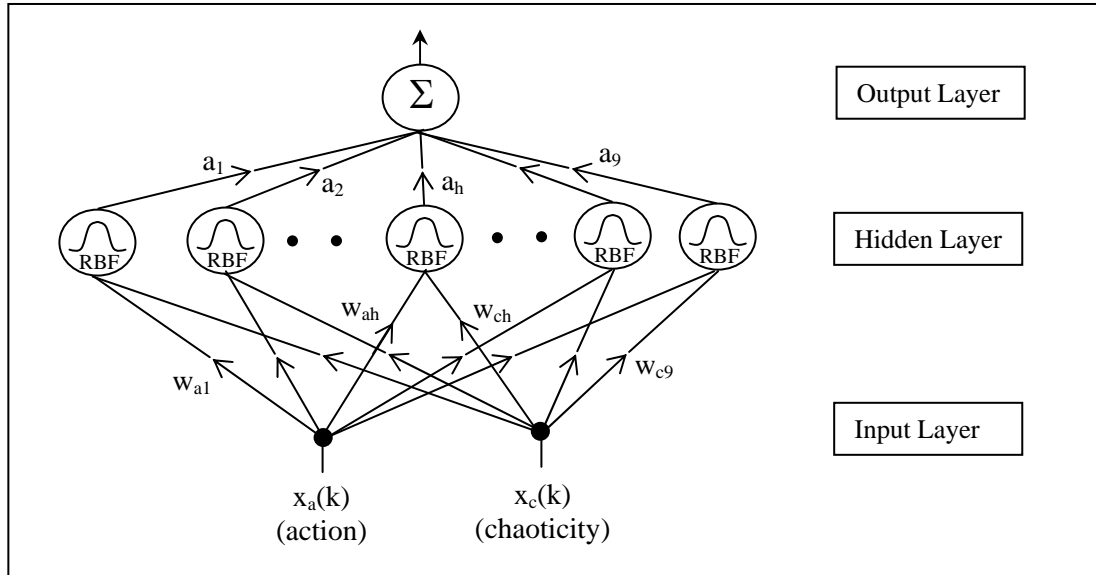 Σ
Output Layer
a1
a2
ah
a9
RBF
RBF
RBF
RBF
RBF
Hidden Layer
wah
wch
wa1
wc9
Input Layer
xa(k)
(action)
xc(k)
(chaoticity)